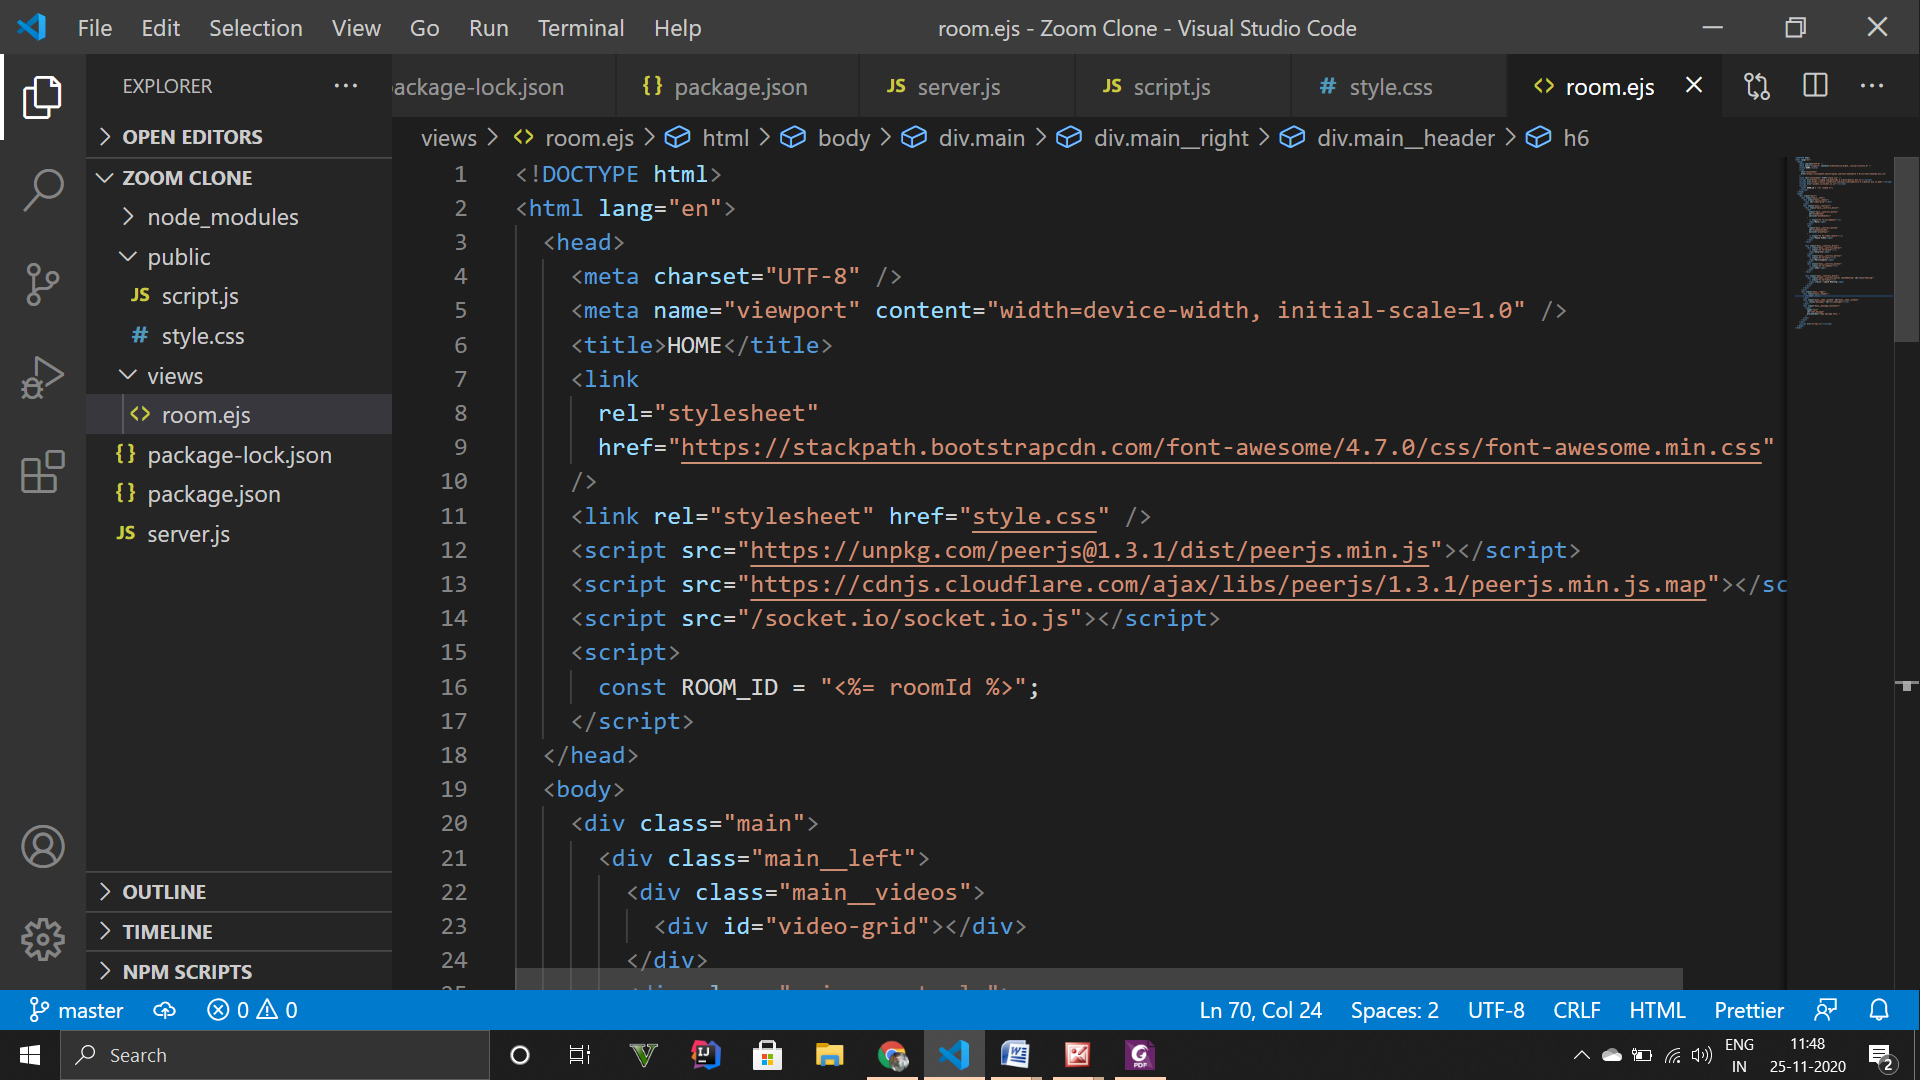 File Edit Selection View Go Run Terminal Help room.ejs - Zoom Clone - Visual Studio Code
EXPLORER
ackage-lock.json {} package.json JS server.js JS script.js # style.css <> room.ejs
OPEN EDITORS
views > <> room.ejs > html > body > div.main > div.main__right > div.main__header > h6
ZOOM CLONE
node_modules
public
JS script.js
# style.css
views
<> room.ejs
{} package-lock.json
{} package.json
JS server.js
OUTLINE
TIMELINE
NPM SCRIPTS
1 <!DOCTYPE html>
2 <html lang="en">
3 <head>
4 <meta charset="UTF-8" />
5 <meta name="viewport" content="width=device-width, initial-scale=1.0" />
6 <title>HOME</title>
7 <link
8 rel="stylesheet"
9 href="https://stackpath.bootstrapcdn.com/font-awesome/4.7.0/css/font-awesome.min.css"
10 />
11 <link rel="stylesheet" href="style.css" />
12 <script src="https://unpkg.com/peerjs@1.3.1/dist/peerjs.min.js"></script>
13 <script src="https://cdnjs.cloudflare.com/ajax/libs/peerjs/1.3.1/peerjs.min.js.map"></sc
14 <script src="/socket.io/socket.io.js"></script>
15 <script>
16 const ROOM_ID = "<%= roomId %>";
17 </script>
18 </head>
19 <body>
20 <div class="main">
21 <div class="main__left">
22 <div class="main__videos">
23 <div id="video-grid"></div>
24 </div>
master 0 0 Ln 70, Col 24 Spaces: 2 UTF-8 CRLF HTML Prettier
Search
ENG
IN
11:48
25-11-2020
2